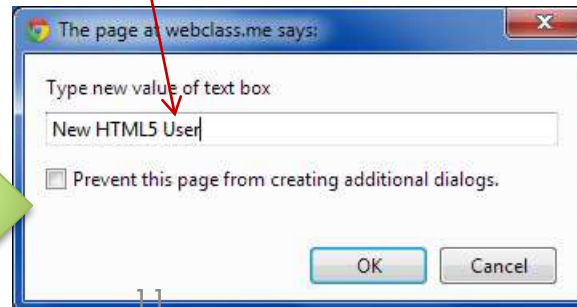 The page at webclass.me says:
Type new value of text box
New HTML5 User
Prevent this page from creating additional dialogs.
OK Cancel